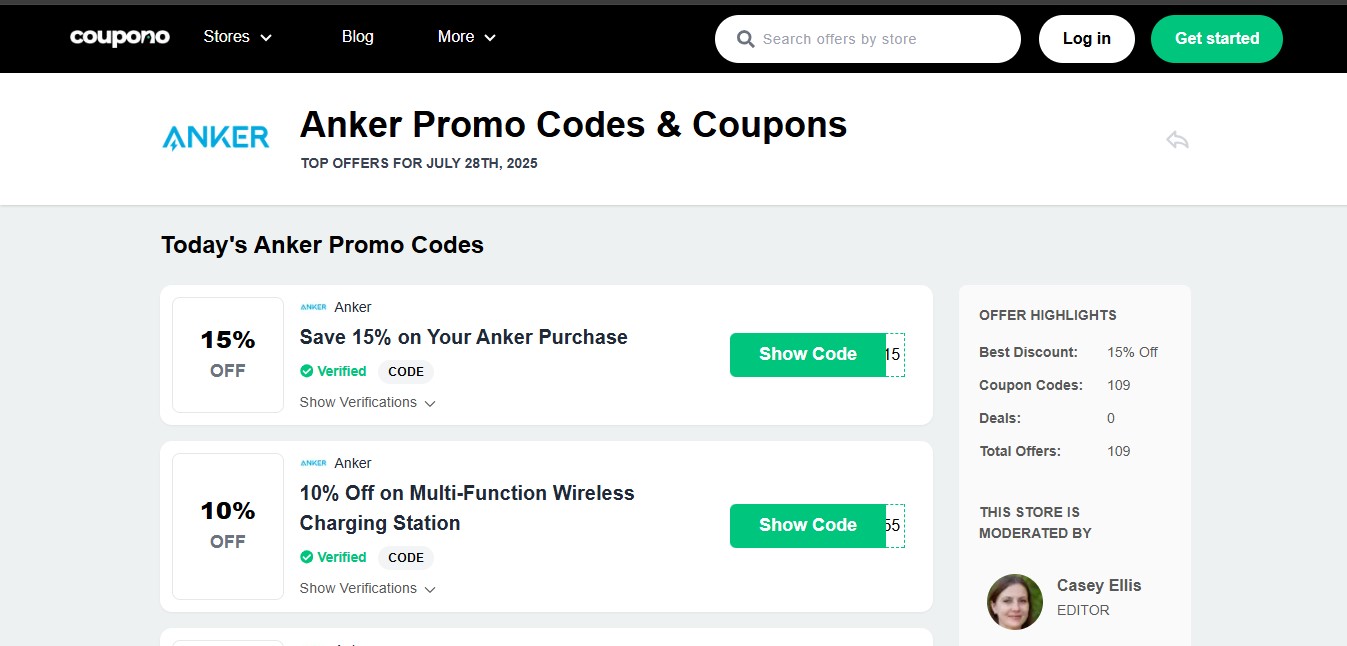 coupono
Stores
Blog
More
Search offers by store
Log in
Get started
ANKER
Anker Promo Codes & Coupons
TOP OFFERS FOR JULY 28TH, 2025
Today's Anker Promo Codes
15%
OFF
ANKER Anker
Save 15% on Your Anker Purchase
Verified CODE
Show Verifications
Show Code 15
10%
OFF
ANKER Anker
10% Off on Multi-Function Wireless
Charging Station
Verified CODE
Show Verifications
Show Code 55
OFFER HIGHLIGHTS
Best Discount: 15% Off
Coupon Codes: 109
Deals: 0
Total Offers: 109
THIS STORE IS
MODERATED BY
Casey Ellis
EDITOR